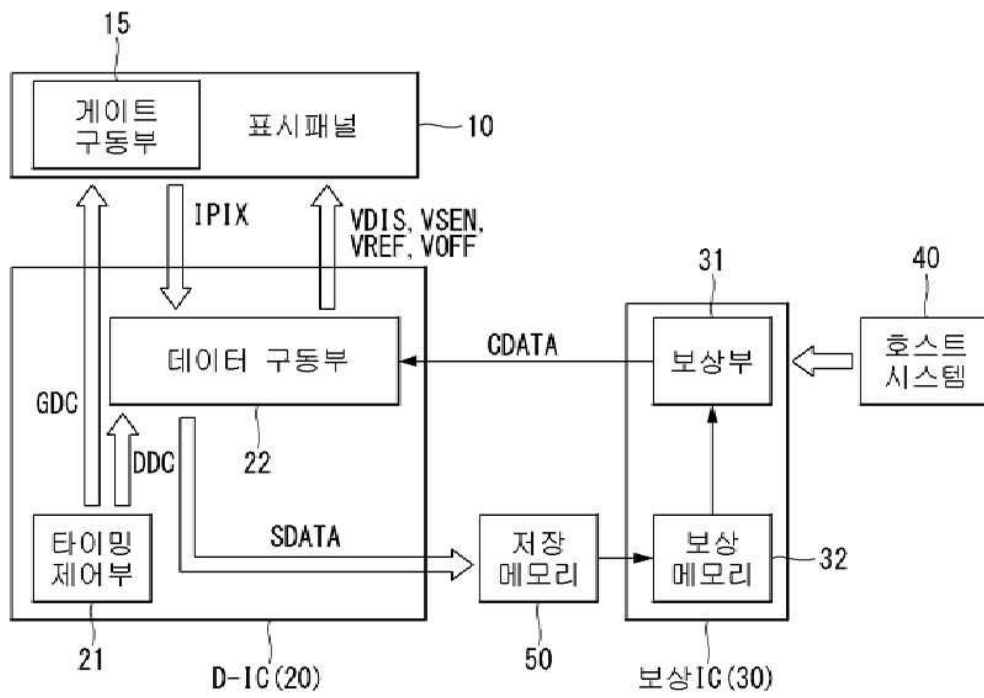 15
게이트
구동부
표시패널
10
IPIX
VDIS, VSEN,
VREF, VOFF
31
40
데이터 구동부
CDATA
보상부
호스트
시스템
GDC
DDC
22
타이밍
제어부
SDATA
저장
메모리
보상
메모리
32
21
D-IC(20)
50
보상IC(30)